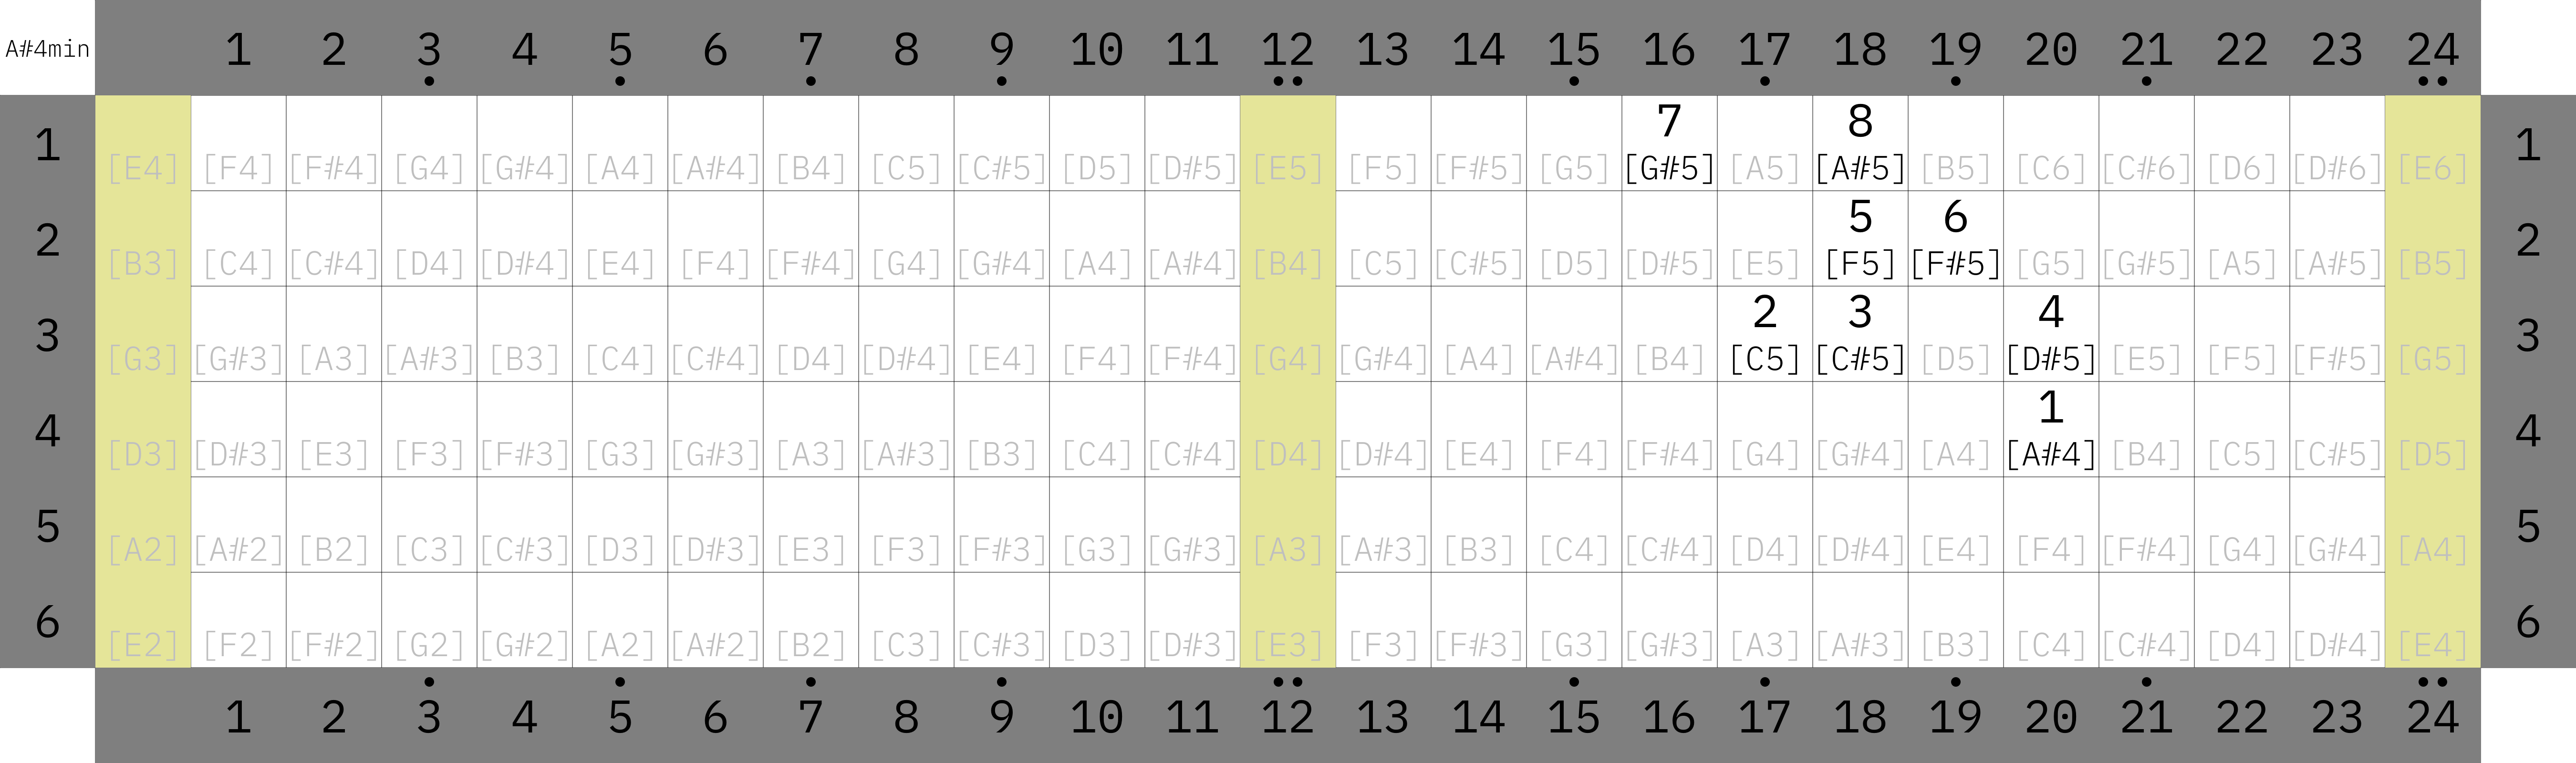 A#4min 1 2 3 4 5 6 7 8 9 10 11 12 13 14 15 16 17 18 19 20 21 22 23 24
7 8
1 [E4] [F4] [F#4] [G4] [G#4] [A4] [A#4] [B4] [C5] [C#5] [D5] [D#5] [E5] [F5] [F#5] [G5] [G#5] [A5] [A#5] [B5] [C6] [C#6] [D6] [D#6] [E6] 1
5 6
2 [B3] [C4] [C#4] [D4] [D#4] [E4] [F4] [F#4] [G4] [G#4] [A4] [A#4] [B4] [C5] [C#5] [D5] [D#5] [E5] [F5] [F#5] [G5] [G#5] [A5] [A#5] [B5] 2
2 3 4
3 [G3] [G#3] [A3] [A#3] [B3] [C4] [C#4] [D4] [D#4] [E4] [F4] [F#4] [G4] [G#4] [A4] [A#4] [B4] [C5] [C#5] [D5] [D#5] [E5] [F5] [F#5] [G5] 3
1
4 [D3] [D#3] [E3] [F3] [F#3] [G3] [G#3] [A3] [A#3] [B3] [C4] [C#4] [D4] [D#4] [E4] [F4] [F#4] [G4] [G#4] [A4] [A#4] [B4] [C5] [C#5] [D5] 4
5 [A2] [A#2] [B2] [C3] [C#3] [D3] [D#3] [E3] [F3] [F#3] [G3] [G#3] [A3] [A#3] [B3] [C4] [C#4] [D4] [D#4] [E4] [F4] [F#4] [G4] [G#4] [A4] 5
6 [E2] [F2] [F#2] [G2] [G#2] [A2] [A#2] [B2] [C3] [C#3] [D3] [D#3] [E3] [F3] [F#3] [G3] [G#3] [A3] [A#3] [B3] [C4] [C#4] [D4] [D#4] [E4] 6
1 2 3 4 5 6 7 8 9 10 11 12 13 14 15 16 17 18 19 20 21 22 23 24